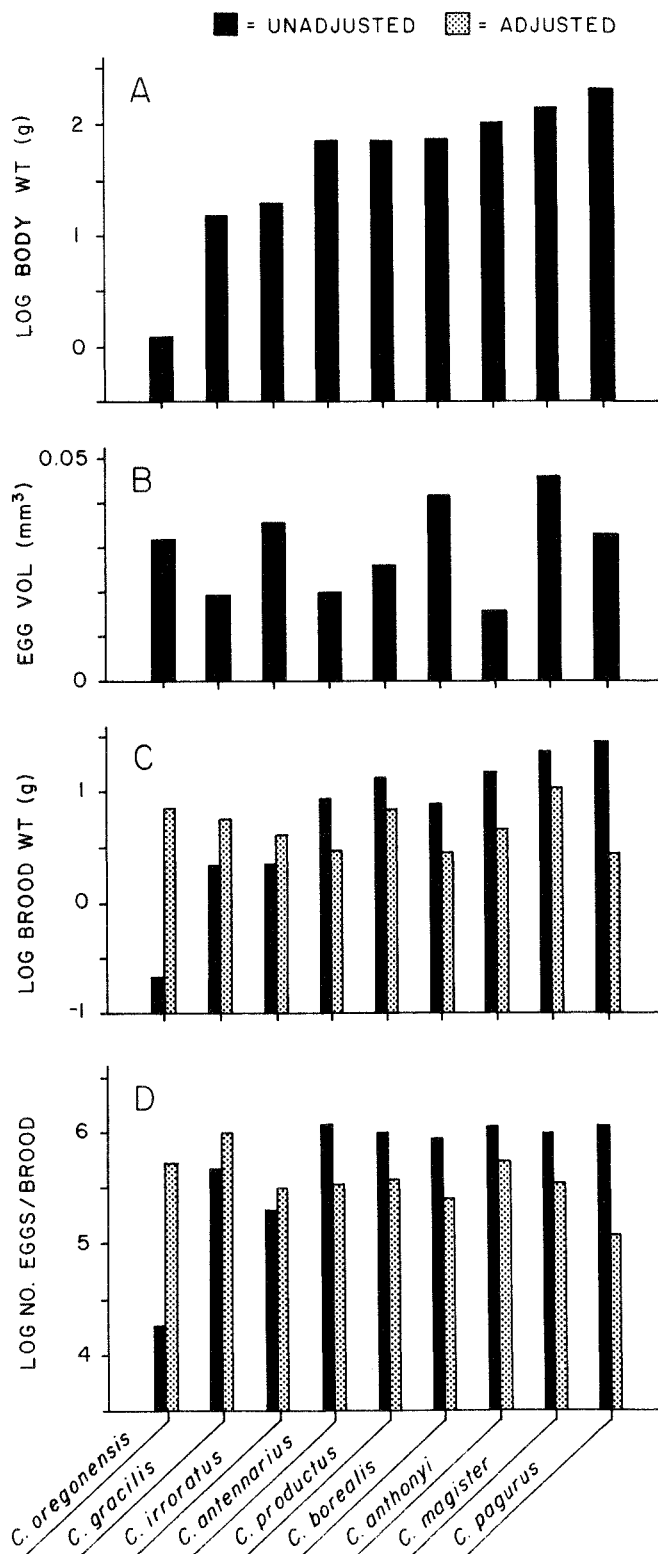 = UNADJUSTED = ADJUSTED
A
LOG BODY WT (g)
2
1
0
B
EGG VOL (mm³)
0.05
0
C
LOG BROOD WT (g)
1
0
-1
D
LOG NO. EGGS/BROOD
6
5
4
C. oregonensis
C. gracilis
C. irroratus
C. antennarius
C. productus
C. borealis
C. anthonyi
C. magister
C. pagurus